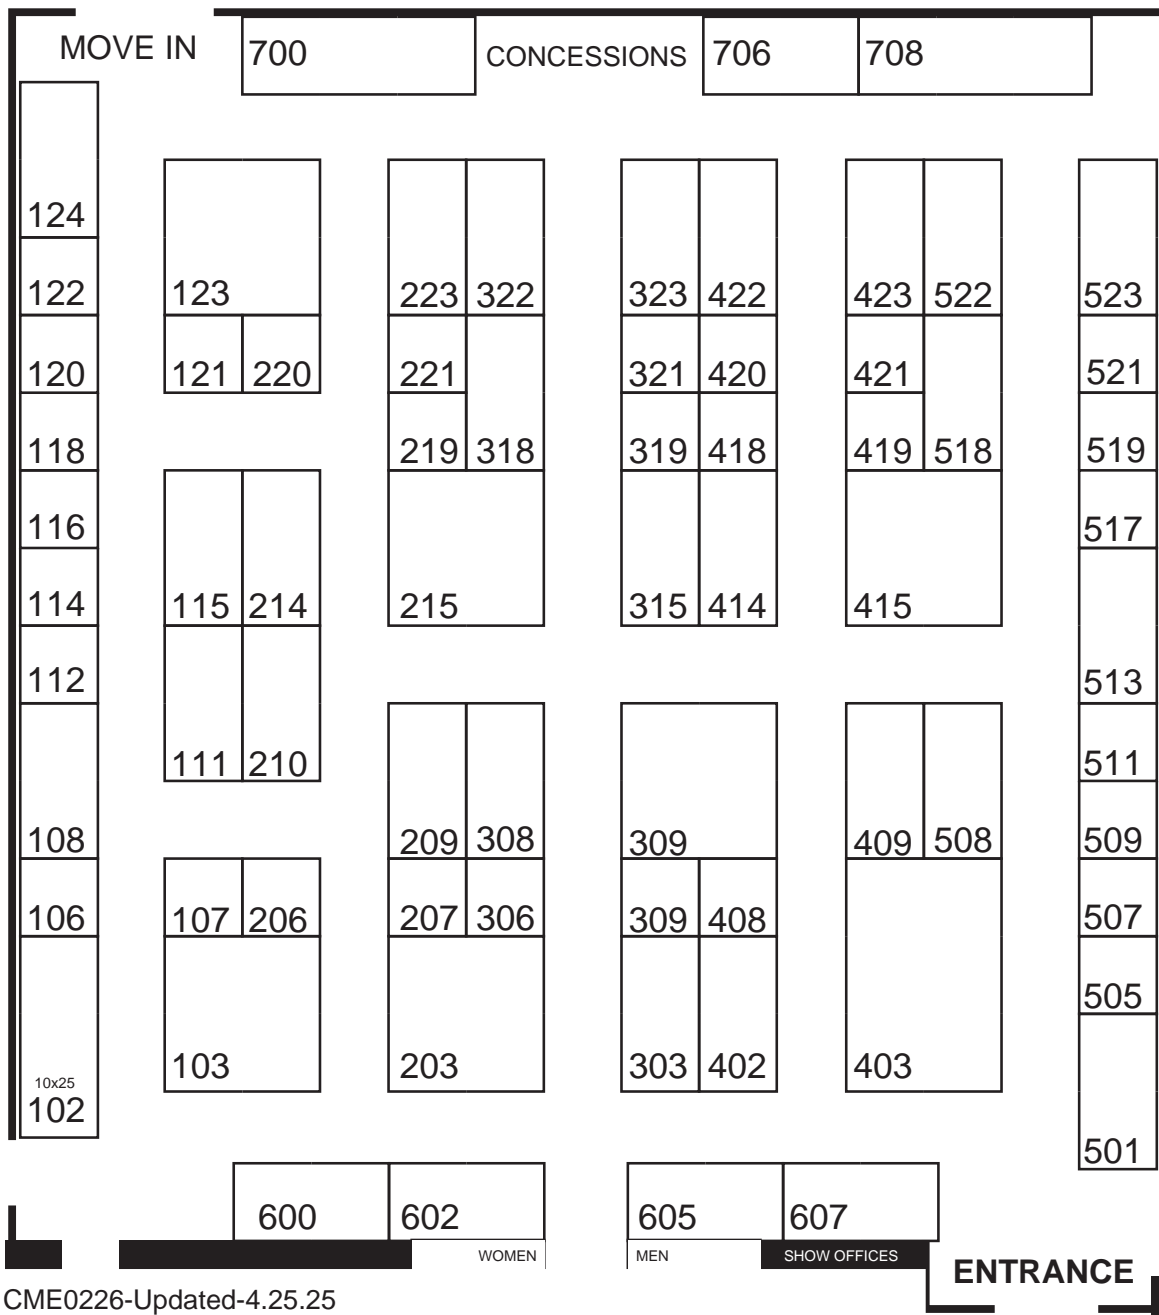 MOVE IN 700 CONCESSIONS 706 708
124
122 123 223 322 323 422 423 522 523
120 121 220 221 321 420 421 521
118 219 318 319 418 419 518 519
116 517
114 115 214 215 315 414 415
112 513
111 210 511
108 209 308 309 409 508 509
106 107 206 207 306 309 408 507
505
103 203 303 402 403
10x25
102
501
600 602 605 607
WOMEN MEN SHOW OFFICES
ENTRANCE
CME0226-Updated-4.25.25